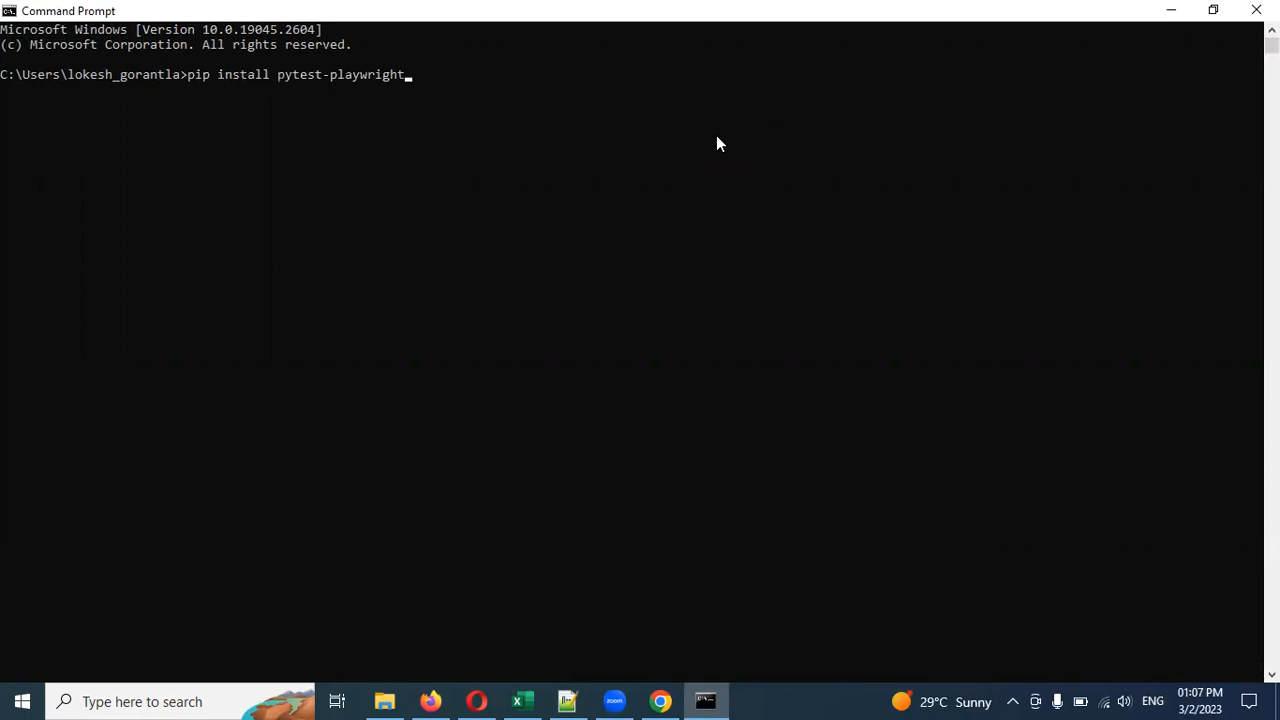 Command Prompt
Microsoft Windows [Version 10.0.19045.2604]
(c) Microsoft Corporation. All rights reserved.
C:\Users\lokesh_gorantla>pip install pytest-playwright
Type here to search
zoom
29°C Sunny
ENG
01:07 PM
3/2/2023